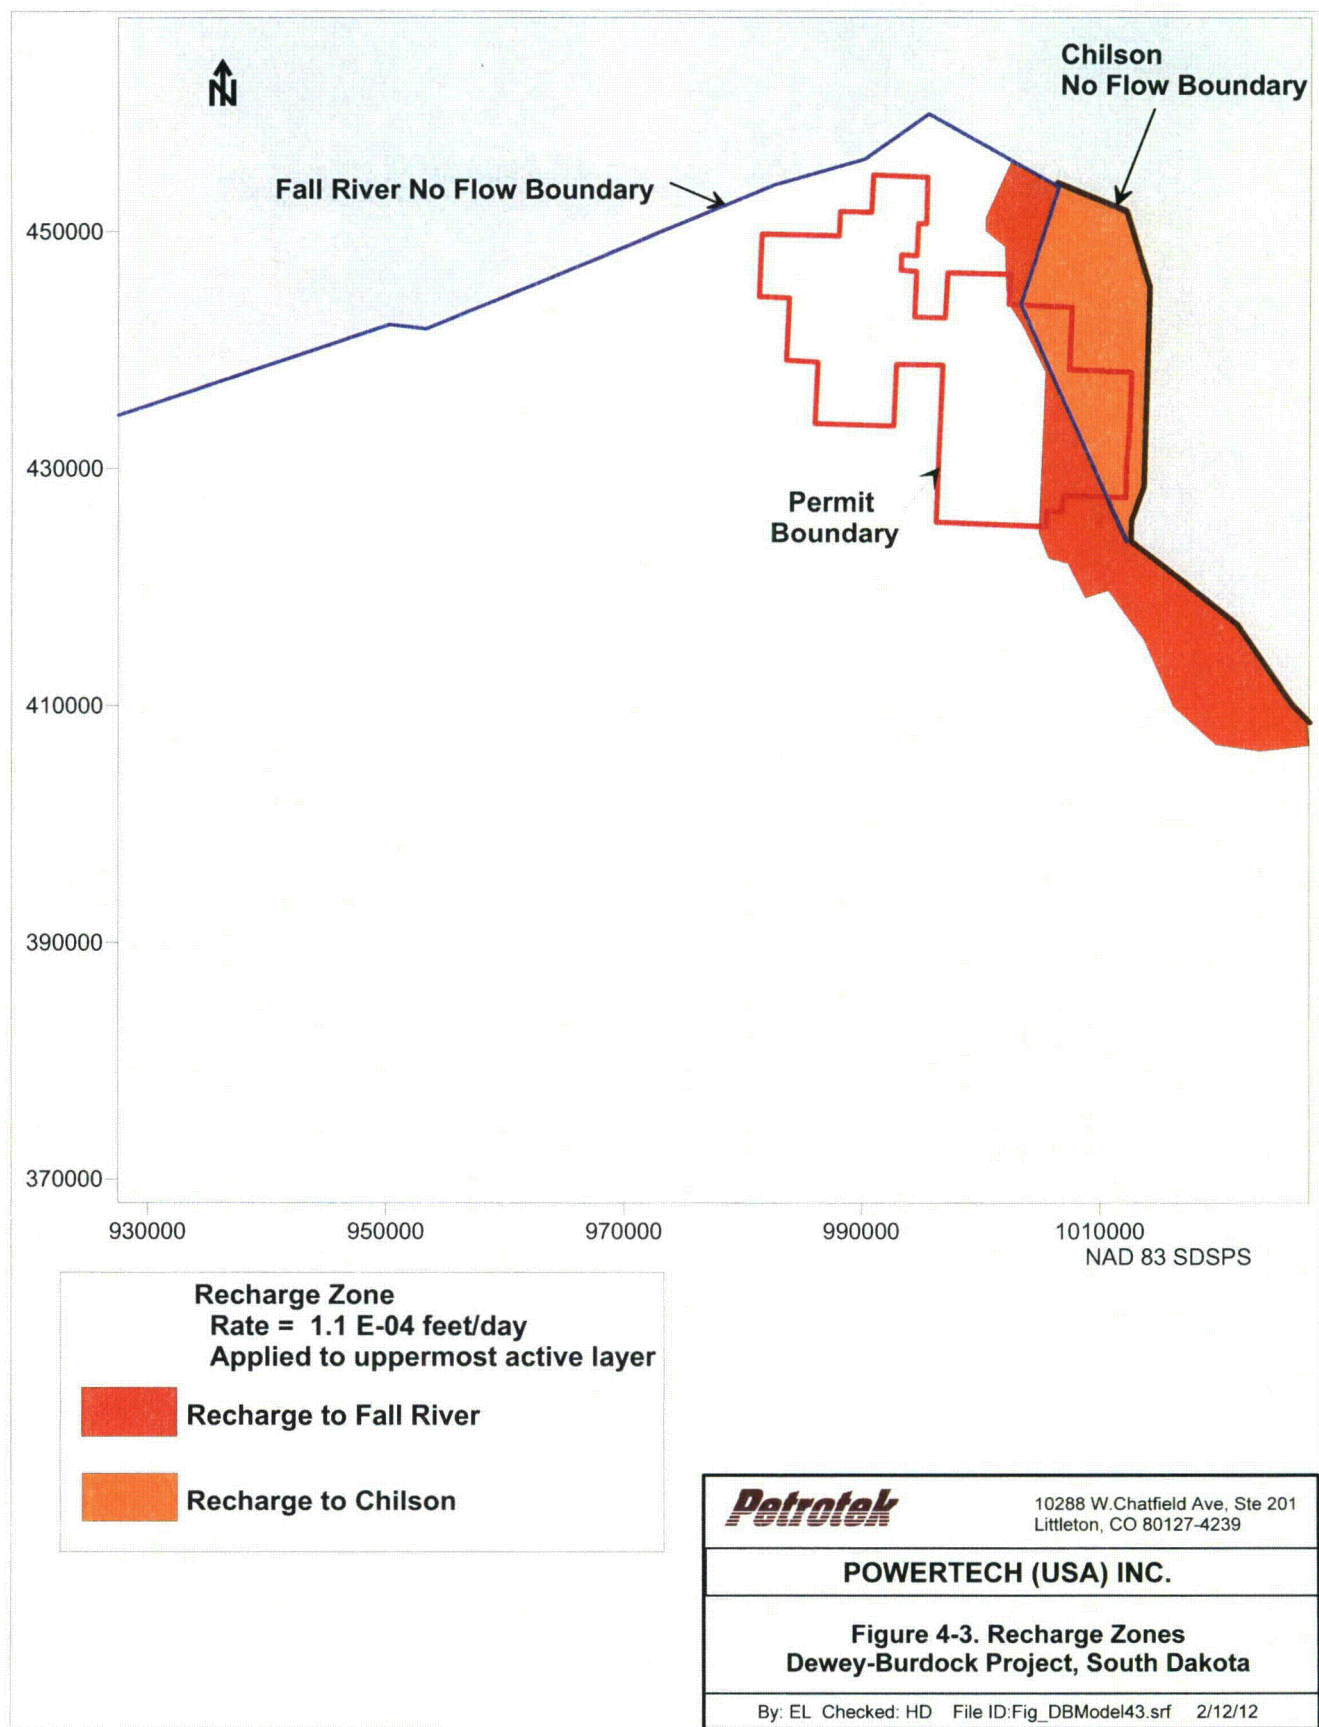 N
Chilson
No Flow Boundary
Fall River No Flow Boundary
450000
430000
Permit
Boundary
410000
390000
370000
930000 950000 970000 990000 1010000
NAD 83 SDSPS
Recharge Zone
Rate = 1.1 E-04 feet/day
Applied to uppermost active layer
Recharge to Fall River
Recharge to Chilson
Petrotek
10288 W.Chatfield Ave, Ste 201
Littleton, CO 80127-4239
POWERTECH (USA) INC.
Figure 4-3. Recharge Zones
Dewey-Burdock Project, South Dakota
By: EL Checked: HD File ID:Fig_DBModel43.srf 2/12/12